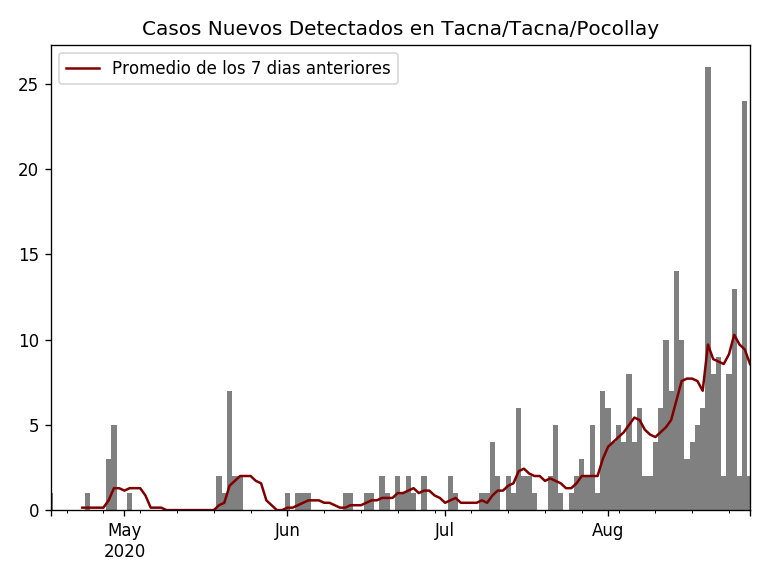 Casos Nuevos Detectados en Tacna/Tacna/Pocollay
Promedio de los 7 dias anteriores
25
20
15
10
5
0
May
2020
Jun
Jul
Aug